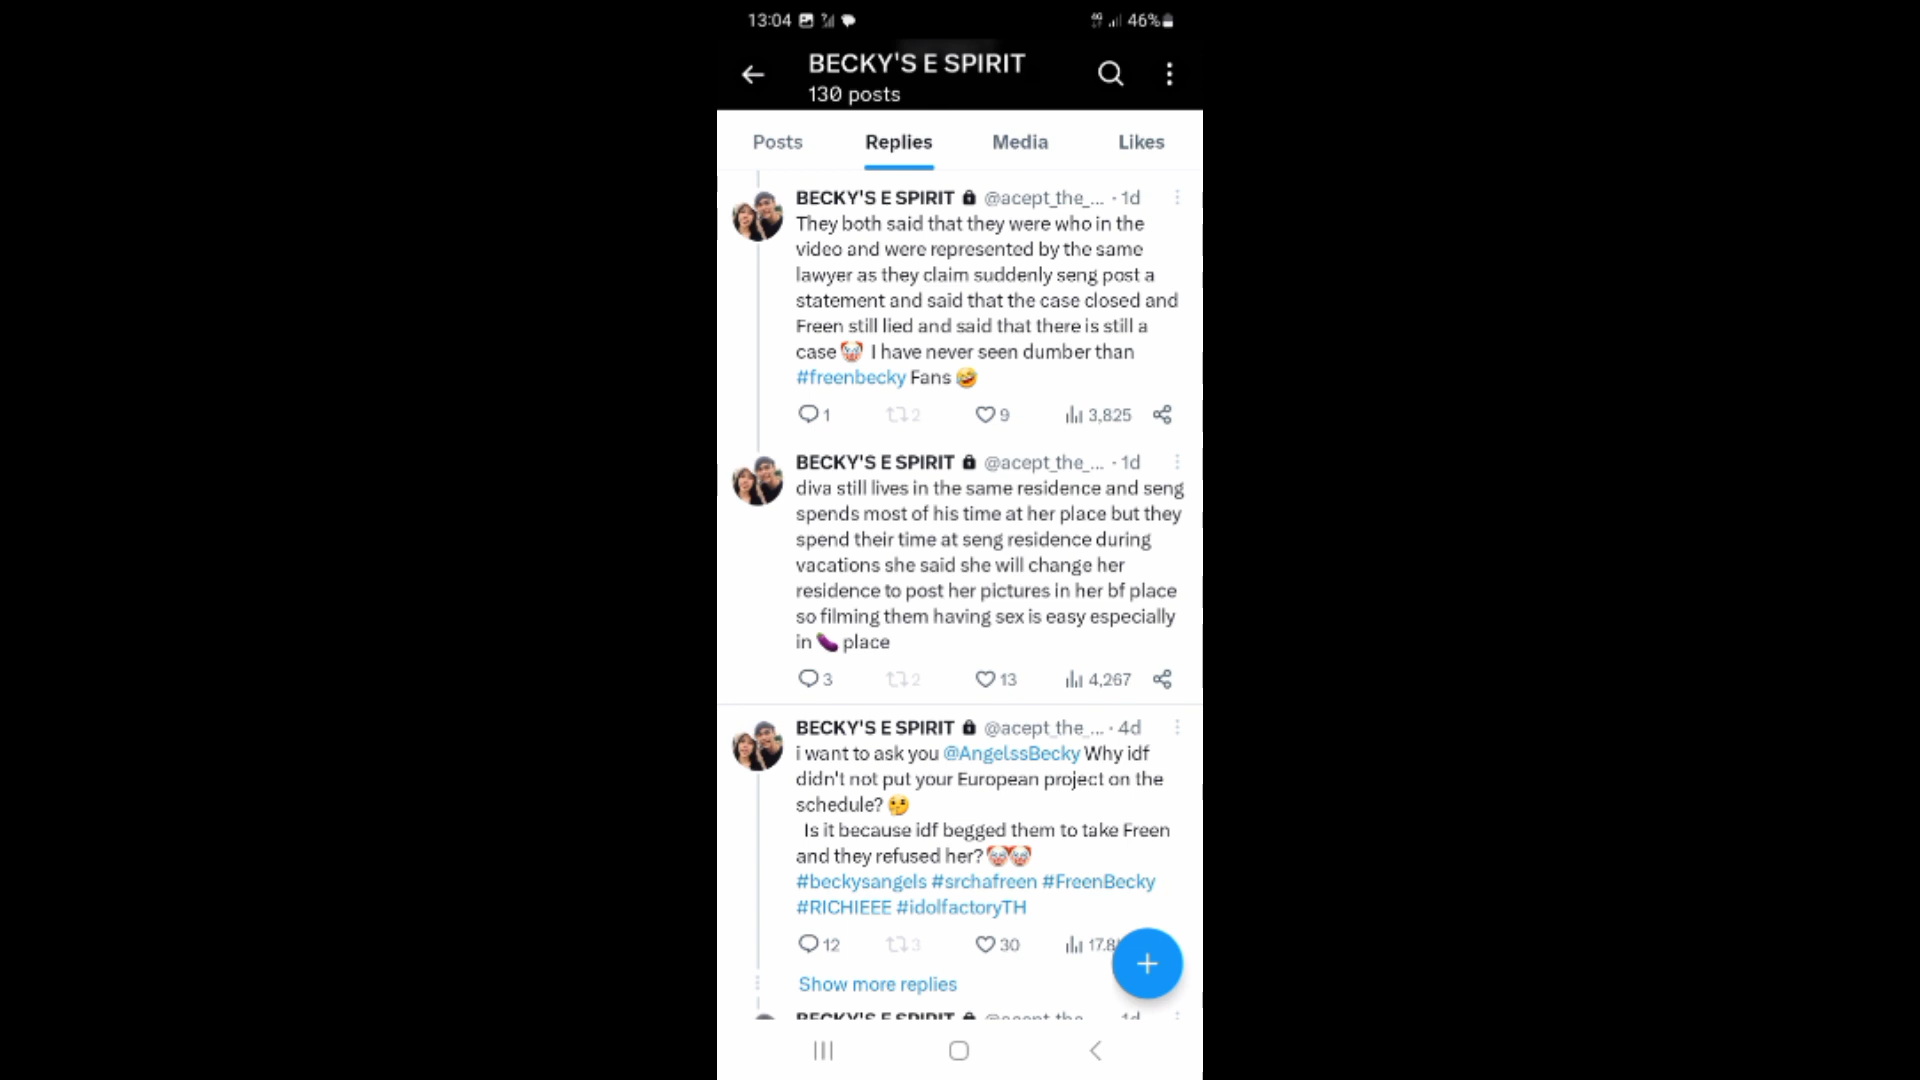 13:04 46%
BECKY'S E SPIRIT
130 posts
Posts Replies Media Likes
BECKY'S E SPIRIT @acept_the_... · 1d
They both said that they were who in the
video and were represented by the same
lawyer as they claim suddenly seng post a
statement and said that the case closed and
Freen still lied and said that there is still a
case 🤡 I have never seen dumber than
#freenbecky Fans 🤣
1 2 9 3,825
BECKY'S E SPIRIT @acept_the_... · 1d
diva still lives in the same residence and seng
spends most of his time at her place but they
spend their time at seng residence during
vacations she said she will change her
residence to post her pictures in her bf place
so filming them having sex is easy especially
in 🍆 place
3 2 13 4,267
BECKY'S E SPIRIT @acept_the_... · 4d
i want to ask you @AngelssBecky Why idf
didn't not put your European project on the
schedule? 🤔
Is it because idf begged them to take Freen
and they refused her? 🤡🤡
#beckysangels #srchafreen #FreenBecky
#RICHIEEE #idolfactoryTH
12 3 30 17.8
Show more replies
BECKY'S E SPIRIT 1d